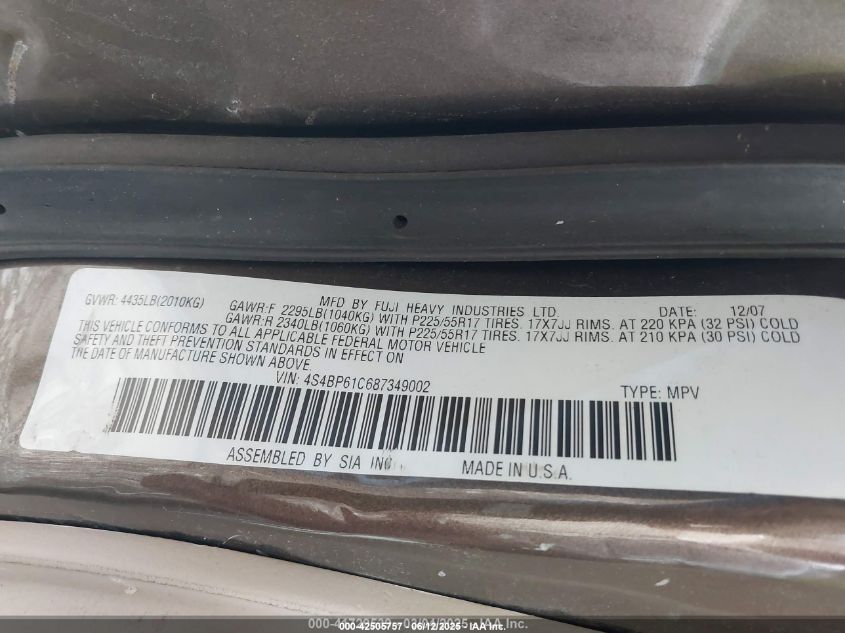 MFD BY FUJI HEAVY INDUSTRIES LTD. DATE: 12/07
GVWR: 4435LB(2010KG) GAWR:F 2295LB(1040KG) WITH P225/55R17 TIRES. 17X7JJ RIMS. AT 220 KPA (32 PSI) COLD
GAWR:R 2340LB(1060KG) WITH P225/55R17 TIRES. 17X7JJ RIMS. AT 210 KPA (30 PSI) COLD
THIS VEHICLE CONFORMS TO ALL APPLICABLE FEDERAL MOTOR VEHICLE
SAFETY AND THEFT PREVENTION STANDARDS IN EFFECT ON
THE DATE OF MANUFACTURE SHOWN ABOVE.
VIN: 4S4BP61C687349002 TYPE: MPV
ASSEMBLED BY SIA INC. MADE IN U.S.A.
000-42505757 06/12/2025 IAA Inc.